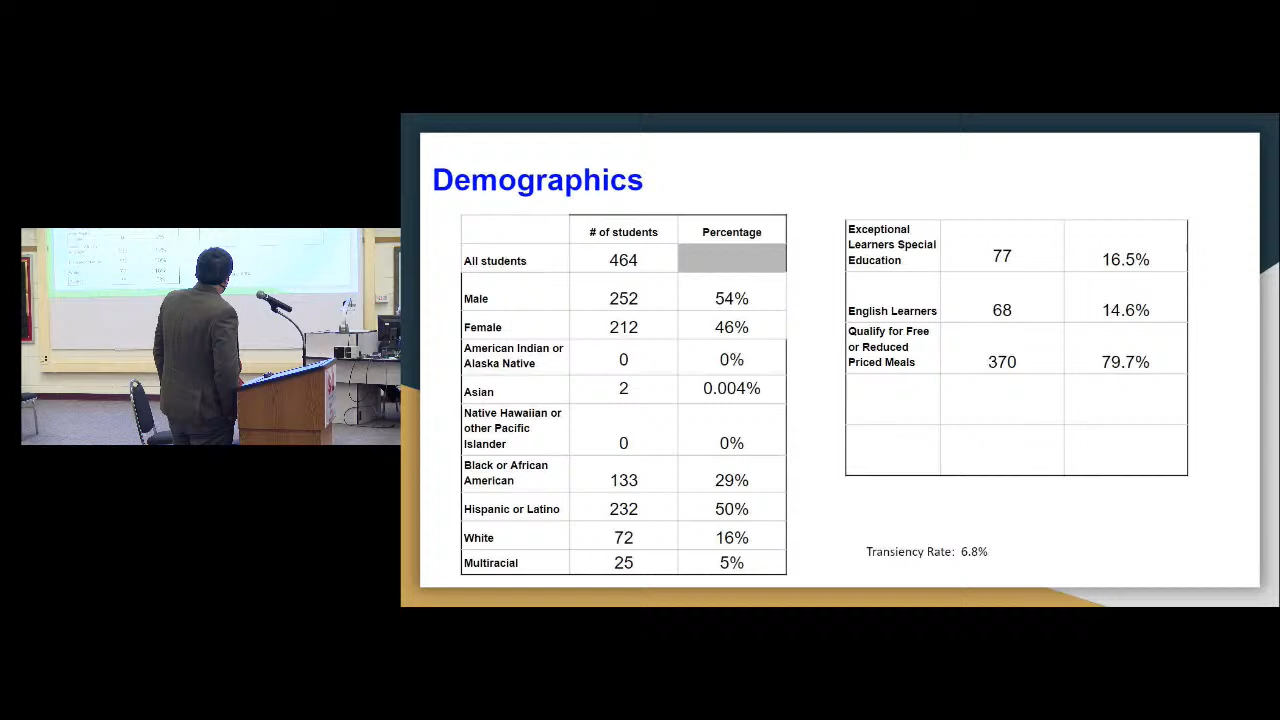 Demographics
# of students Percentage
All students 464
Male 252 54%
Female 212 46%
American Indian or
Alaska Native 0 0%
Asian 2 0.004%
Native Hawaiian or
other Pacific
Islander 0 0%
Black or African
American 133 29%
Hispanic or Latino 232 50%
White 72 16%
Multiracial 25 5%
Exceptional
Learners Special
Education 77 16.5%
English Learners 68 14.6%
Qualify for Free
or Reduced
Priced Meals 370 79.7%
Transiency Rate: 6.8%